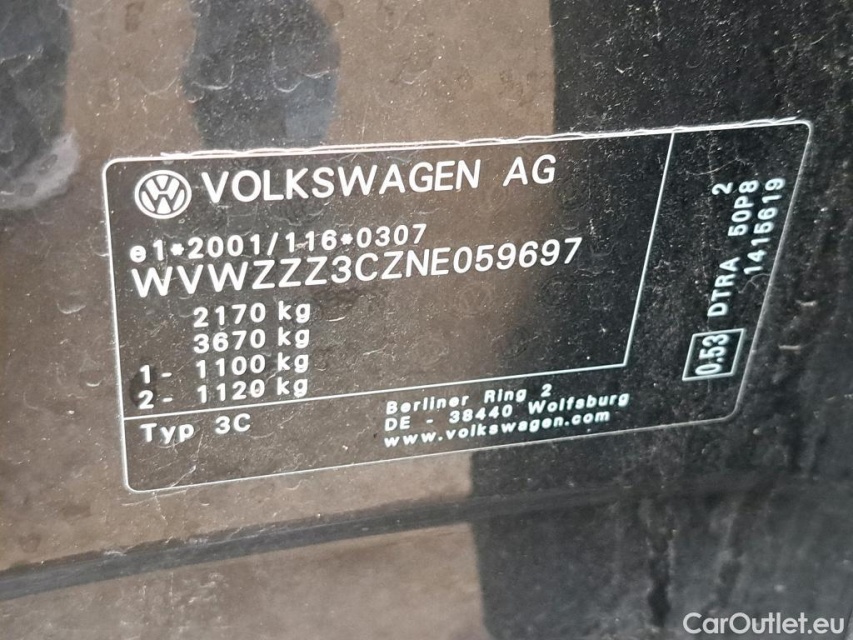 VOLKSWAGEN AG
e1*2001/116*0307
WVWZZZ3CZNE059697
2170 kg
3670 kg
1- 1100 kg
2- 1120 kg
Typ 3C
Berliner Ring 2
DE - 38440 Wolfsburg
www.volkswagen.com
0.53
DTRA 2
50P8
1415619
CarOutlet.eu